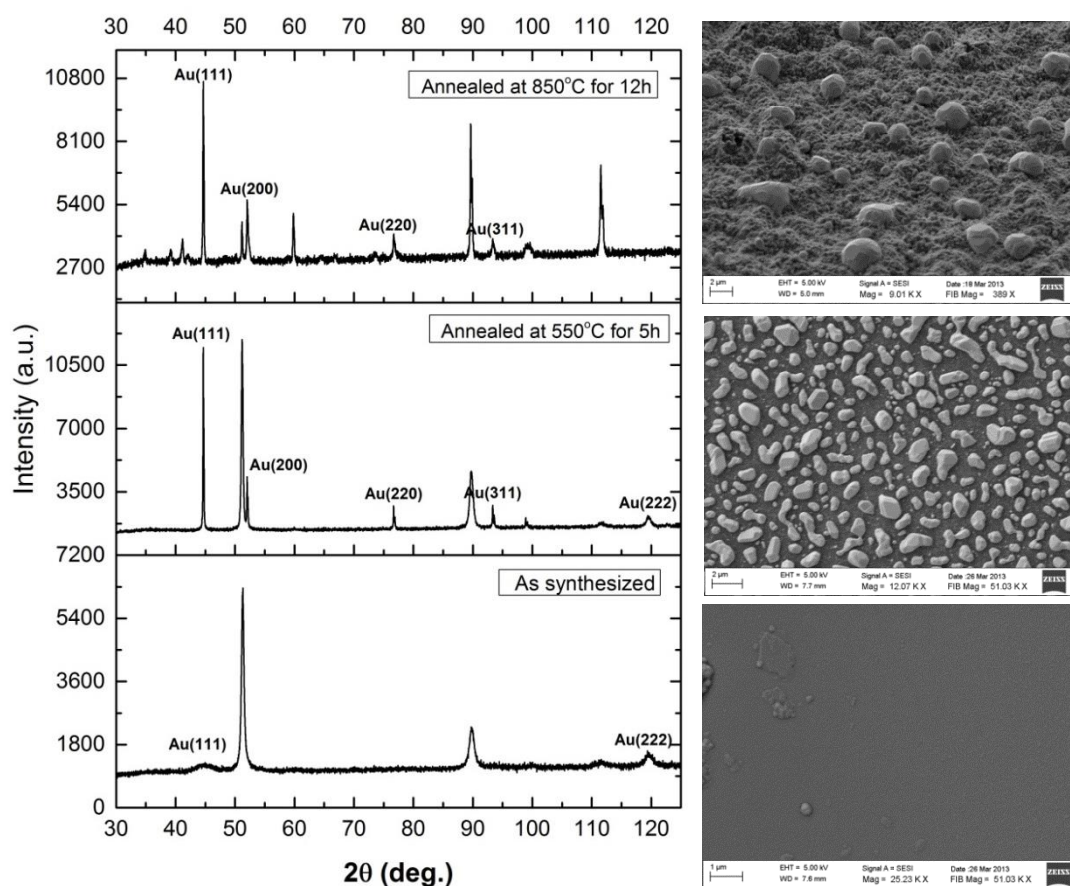 30 40 50 60 70 80 90 100 110 120
10800
8100
5400
2700
Au(111)
Annealed at 850°C for 12h
Au(200)
Au(220)
Au(311)
10500
7000
3500
Au(111)
Annealed at 550°C for 5h
Au(200)
Au(220)
Au(311)
Au(222)
7200
5400
3600
1800
0
As synthesized
Au(111)
Au(222)
Intensity (a.u.)
30 40 50 60 70 80 90 100 110 120
2θ (deg.)
2 µm EHT = 5.00 kV Signal A = SESI Date :18 Mar 2013
WD = 5.0 mm Mag = 9.01 K X FIB Mag = 389 X ZEISS
2 µm EHT = 5.00 kV Signal A = SESI Date :26 Mar 2013
WD = 7.7 mm Mag = 12.07 K X FIB Mag = 51.03 K X ZEISS
1 µm EHT = 5.00 kV Signal A = SESI Date :26 Mar 2013
WD = 7.6 mm Mag = 25.23 K X FIB Mag = 51.03 K X ZEISS